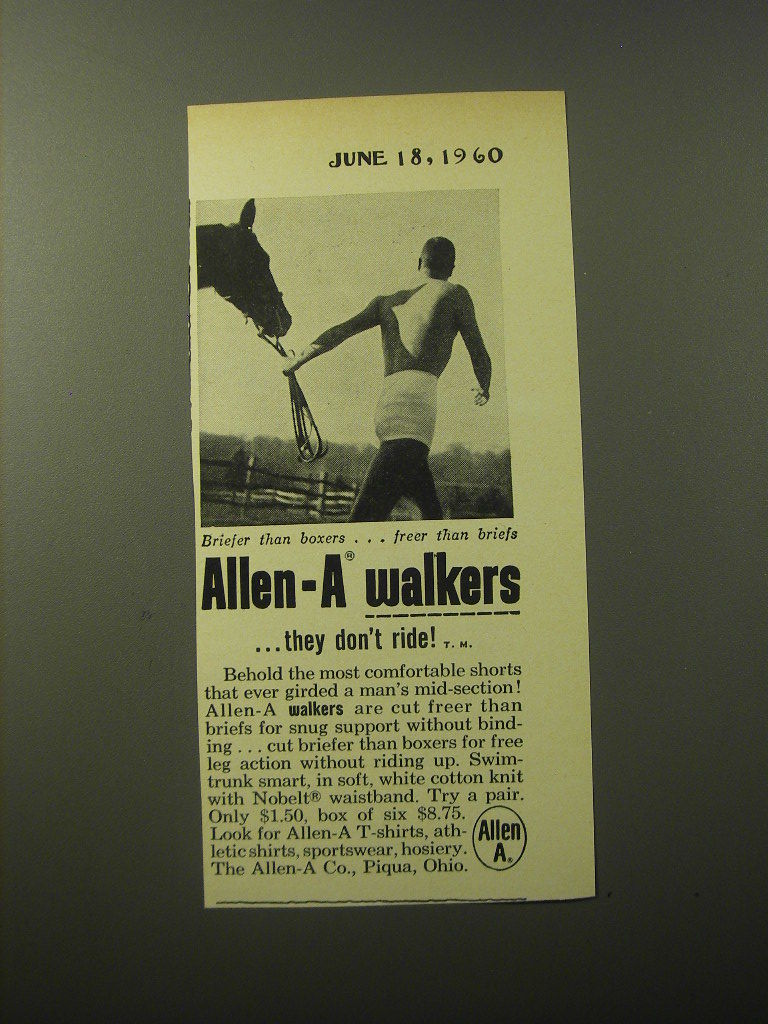 JUNE 18, 1960
Briefer than boxers . . . freer than briefs
Allen-A® walkers
...they don't ride! T. M.
Behold the most comfortable shorts
that ever girded a man's mid-section!
Allen-A walkers are cut freer than
briefs for snug support without bind-
ing . . . cut briefer than boxers for free
leg action without riding up. Swim-
trunk smart, in soft, white cotton knit
with Nobelt® waistband. Try a pair.
Only $1.50, box of six $8.75.
Look for Allen-A T-shirts, ath-
letic shirts, sportswear, hosiery.
The Allen-A Co., Piqua, Ohio.
Allen
A®